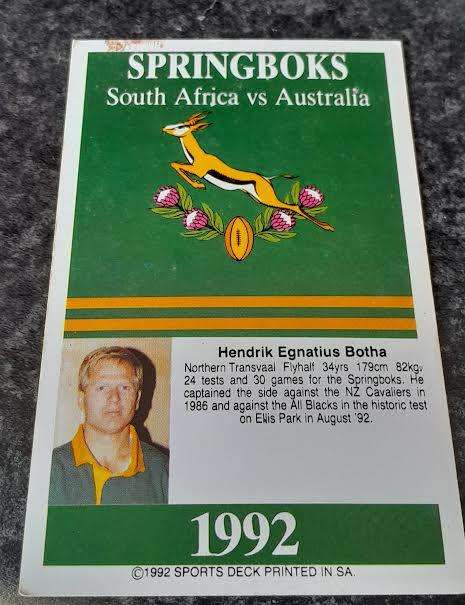 SPRINGBOKS
South Africa vs Australia
Hendrik Egnatius Botha
Northern Transvaal Flyhalf 34yrs 179cm 82kg,
24 tests and 30 games for the Springboks. He
captained the side against the NZ Cavaliers in
1986 and against the All Blacks in the historic test
on Ellis Park in August '92.
1992
©1992 SPORTS DECK PRINTED IN SA.